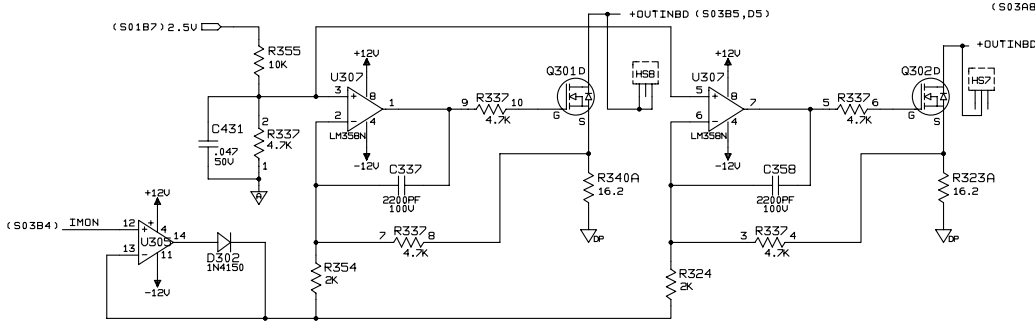 (S03AB
+OUTINBD (S03B5,D5)
(S01B7) 2.5V
+OUTINBD
R355
10K
+12V
U307
3
+
8
2
-
4
1
LM358N
-12V
9
R337
10
4.7K
Q301
D
G
S
HS8
+12V
U307
5
+
8
6
-
4
7
LM358N
-12V
5
R337
6
4.7K
Q302
D
G
S
HS7
C431
.047
50V
2
R337
4.7K
1
A
C337
2200PF
100V
R340A
16.2
DP
C358
2200PF
100V
R323A
16.2
DP
(S03B4) IMON
+12V
12
+
+
4
13
-
U305
14
11
-12V
D302
1N4150
7
R337
8
4.7K
R354
2K
3
R337
4
4.7K
R324
2K